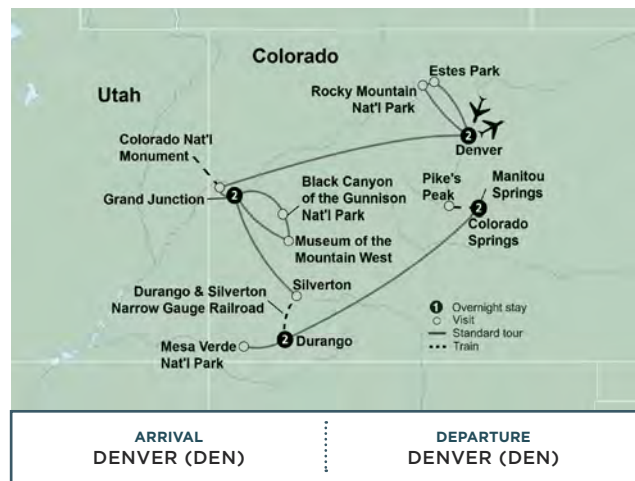 Colorado
Utah
Estes Park
Rocky Mountain
Nat'l Park
2
Denver
Colorado Nat'l
Monument
Grand Junction
2
Black Canyon
of the Gunnison
Nat'l Park
Museum of the
Mountain West
Pike's
Peak
Manitou
Springs
2
Colorado
Springs
Silverton
Durango & Silverton
Narrow Gauge Railroad
Mesa Verde
Nat'l Park
2
Durango
1 Overnight stay
Visit
Standard tour
Train
ARRIVAL
DENVER (DEN)
DEPARTURE
DENVER (DEN)